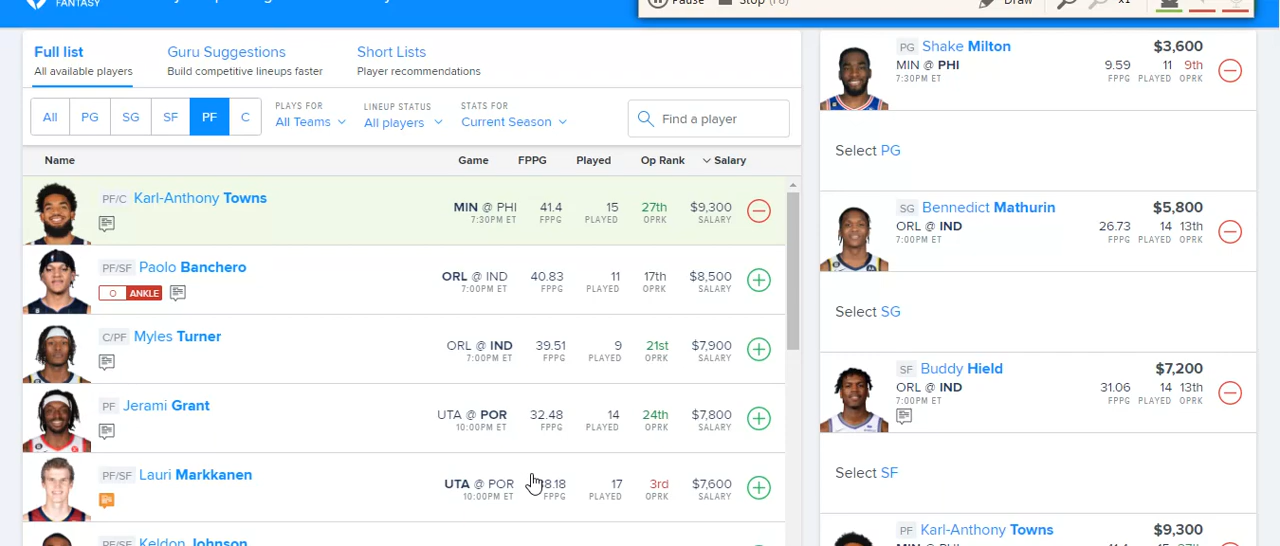 FANTASY
Pause Stop (F8) Draw x1
Full list Guru Suggestions Short Lists
All available players Build competitive lineups faster Player recommendations
All PG SG SF PF C
PLAYS FOR LINEUP STATUS STATS FOR
All Teams All players Current Season
Find a player
Name Game FPPG Played Op Rank Salary
PF/C Karl-Anthony Towns MIN @ PHI 41.4 15 27th $9,300
7:30PM ET FPPG PLAYED OPRK SALARY
PF/SF Paolo Banchero ORL @ IND 40.83 11 17th $8,500
O ANKLE 7:00PM ET FPPG PLAYED OPRK SALARY
C/PF Myles Turner ORL @ IND 39.51 9 21st $7,900
7:00PM ET FPPG PLAYED OPRK SALARY
PF Jerami Grant UTA @ POR 32.48 14 24th $7,800
10:00PM ET FPPG PLAYED OPRK SALARY
PF/SF Lauri Markkanen UTA @ POR 17 3rd $7,600
10:00PM ET FPPG PLAYED OPRK SALARY
PF/SF Keldon Johnson
PG Shake Milton $3,600
MIN @ PHI 9.59 11 9th
7:30PM ET FPPG PLAYED OPRK
Select PG
SG Bennedict Mathurin $5,800
ORL @ IND 26.73 14 13th
7:00PM ET FPPG PLAYED OPRK
Select SG
SF Buddy Hield $7,200
ORL @ IND 31.06 14 13th
7:00PM ET FPPG PLAYED OPRK
Select SF
PF Karl-Anthony Towns $9,300
MIN @ PHI 41.4 15 27th